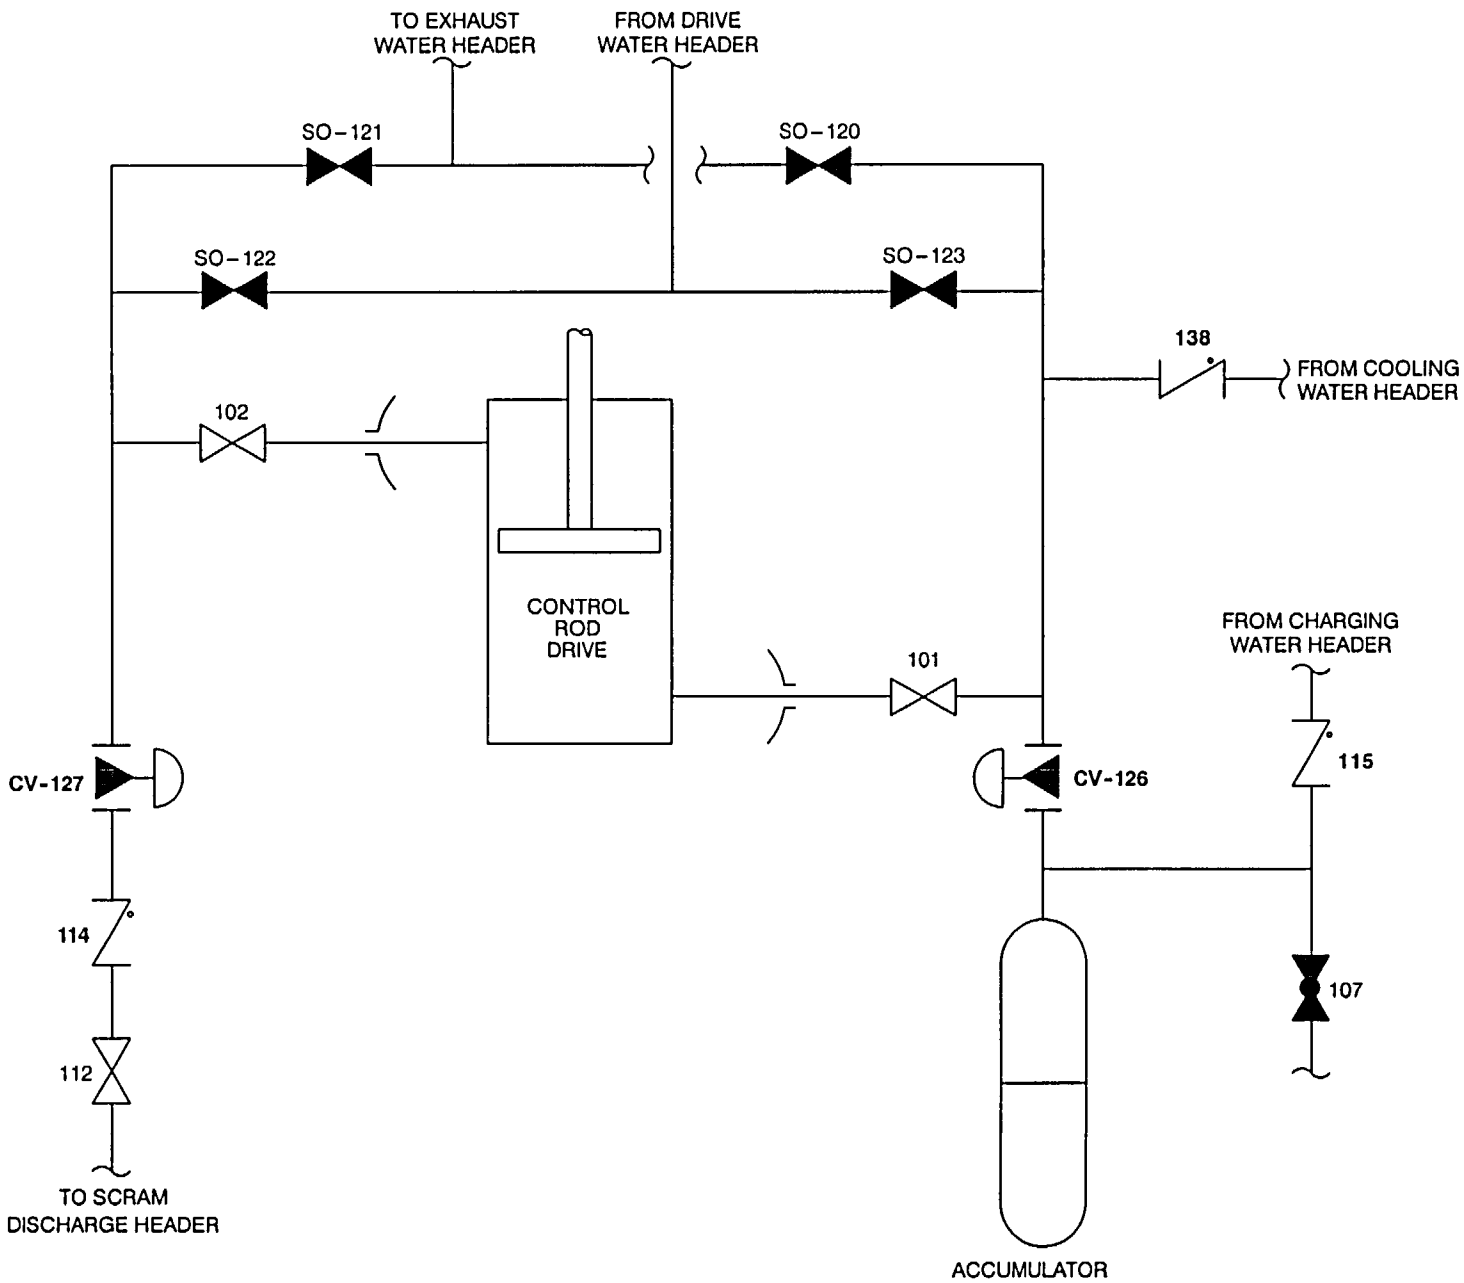 TO EXHAUST
WATER HEADER
FROM DRIVE
WATER HEADER
SO-121
SO-120
SO-122
SO-123
138
FROM COOLING
WATER HEADER
102
CONTROL
ROD
DRIVE
101
FROM CHARGING
WATER HEADER
CV-127
CV-126
115
114
107
112
TO SCRAM
DISCHARGE HEADER
ACCUMULATOR